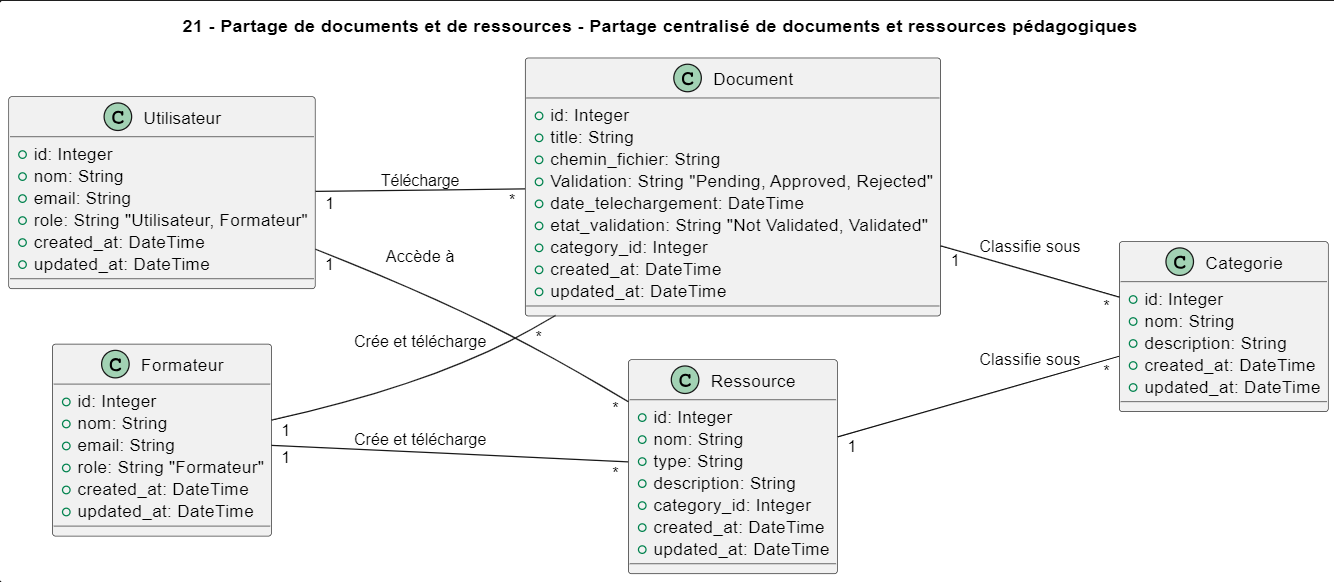 21 - Partage de documents et de ressources - Partage centralisé de documents et ressources pédagogiques
C Utilisateur
id: Integer
nom: String
email: String
role: String "Utilisateur, Formateur"
created_at: DateTime
updated_at: DateTime
C Document
id: Integer
title: String
chemin_fichier: String
Validation: String "Pending, Approved, Rejected"
date_telechargement: DateTime
etat_validation: String "Not Validated, Validated"
category_id: Integer
created_at: DateTime
updated_at: DateTime
Télécharge
1
*
Accède à
1
*
C Formateur
id: Integer
nom: String
email: String
role: String "Formateur"
created_at: DateTime
updated_at: DateTime
Crée et télécharge
1
*
Crée et télécharge
1
*
C Ressource
id: Integer
nom: String
type: String
description: String
category_id: Integer
created_at: DateTime
updated_at: DateTime
Classifie sous
1
*
Classifie sous
1
*
C Categorie
id: Integer
nom: String
description: String
created_at: DateTime
updated_at: DateTime